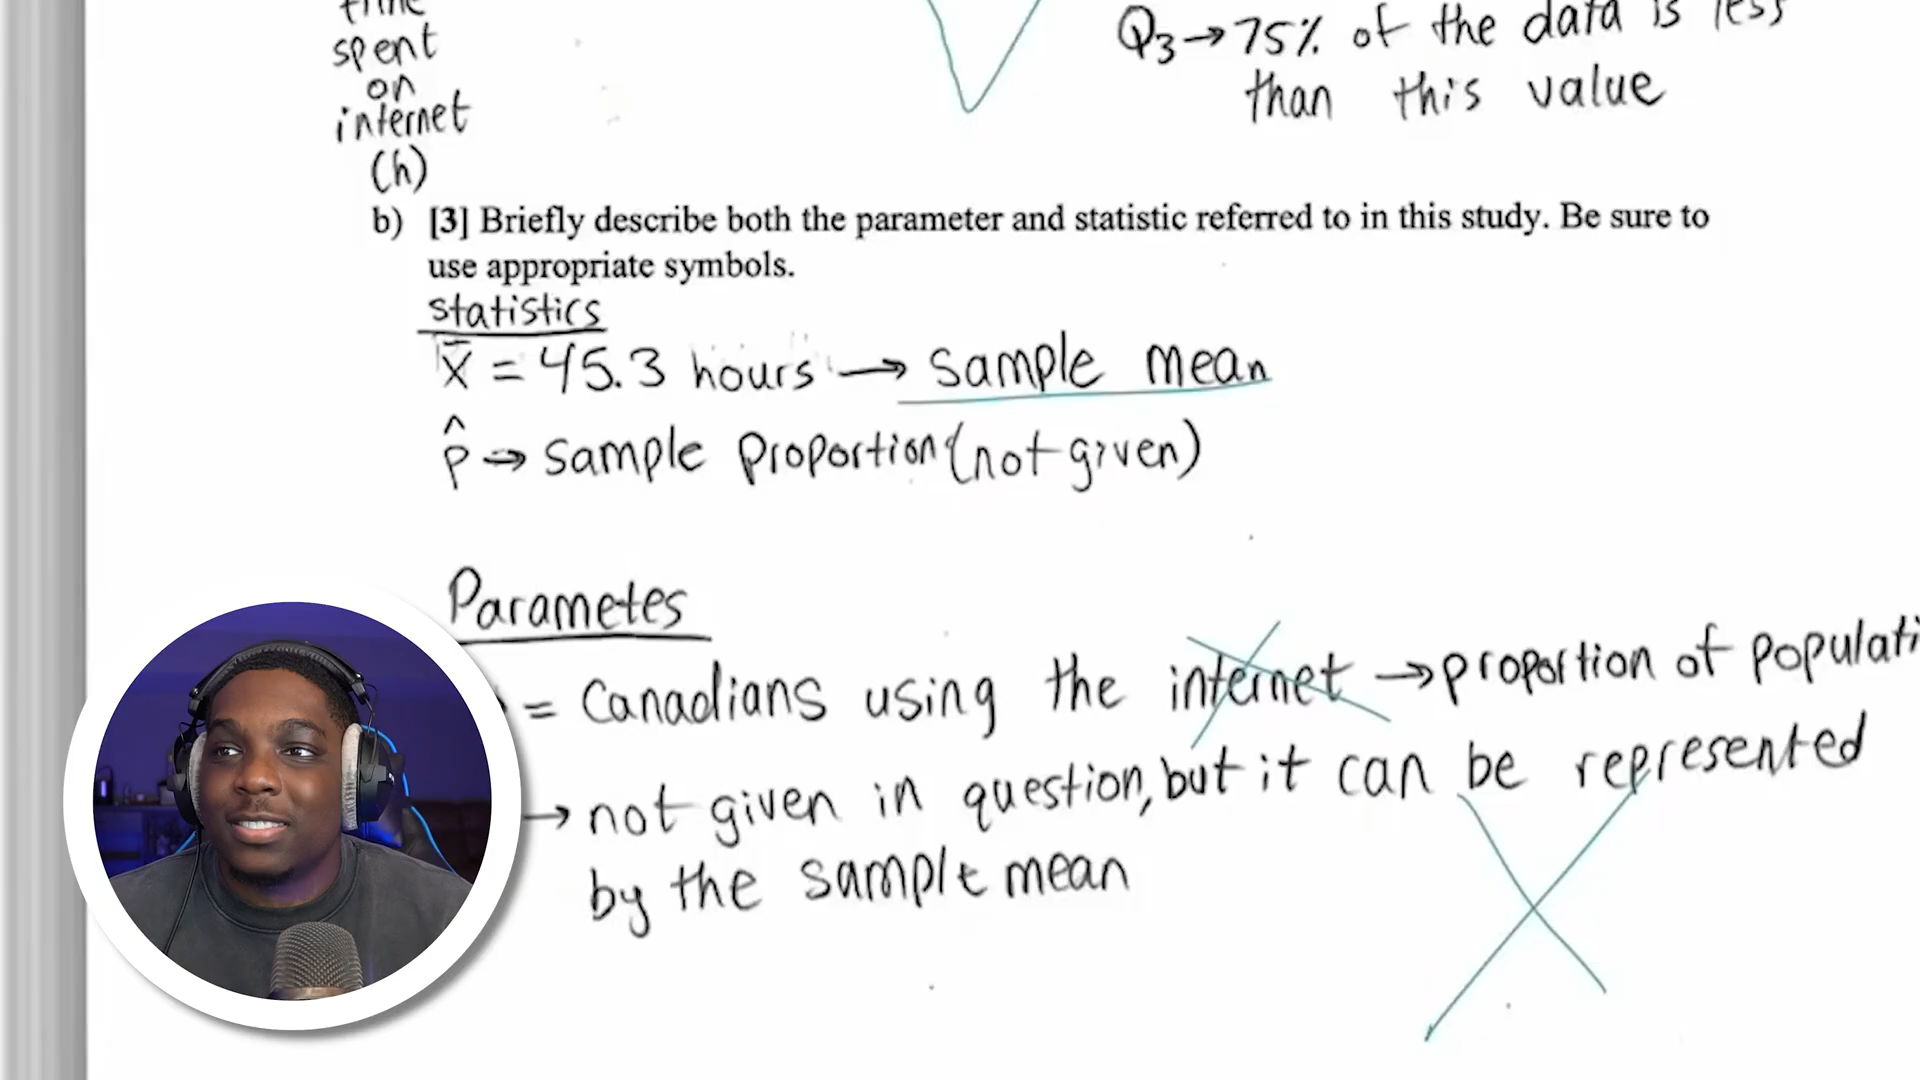 time
spent
on
internet
(h)
Q3→75% of the data is less
than this value
b) [3] Briefly describe both the parameter and statistic referred to in this study. Be sure to
use appropriate symbols.
statistics
x̄ = 45.3 hours → sample mean
p̂ → sample proportion (not given)
Parametes
= Canadians using the internet → proportion of populati
→ not given in question, but it can be represented
by the sample mean